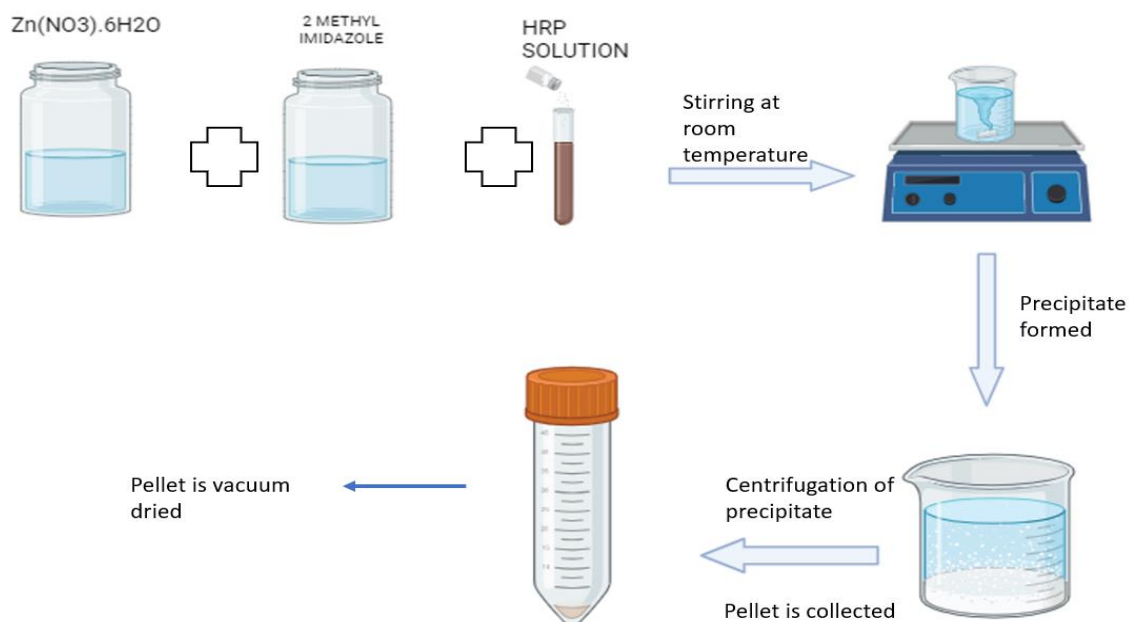 Zn(NO3).6H2O
2 METHYL
IMIDAZOLE
HRP
SOLUTION
Stirring at
room
temperature
Precipitate
formed
Centrifugation of
precipitate
Pellet is collected
Pellet is vacuum
dried